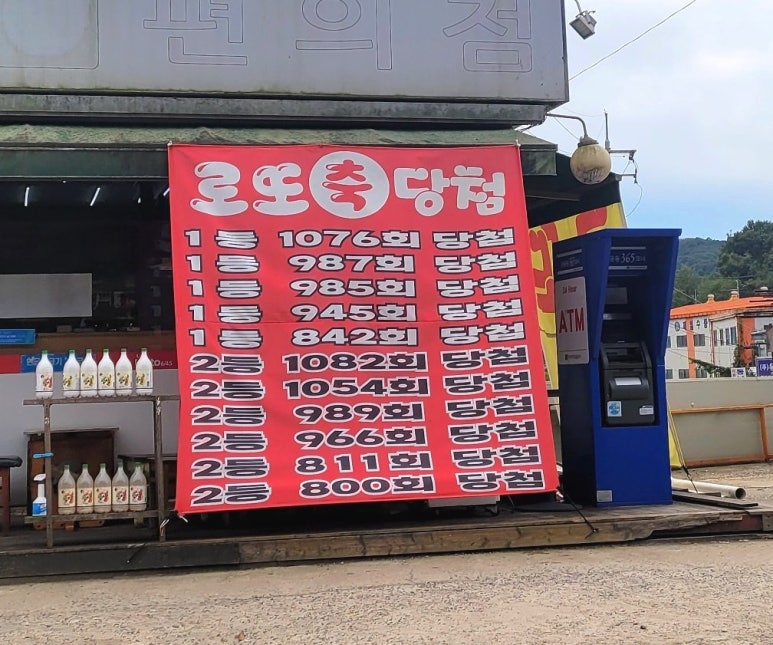 편의점
로또 축 당첨
1등 1076회 당첨
1등 987회 당첨
1등 985회 당첨
1등 945회 당첨
1등 842회 당첨
2등 1082회 당첨
2등 1054회 당첨
2등 989회 당첨
2등 966회 당첨
2등 811회 당첨
2등 800회 당첨
365
24 Hour
ATM
6/45